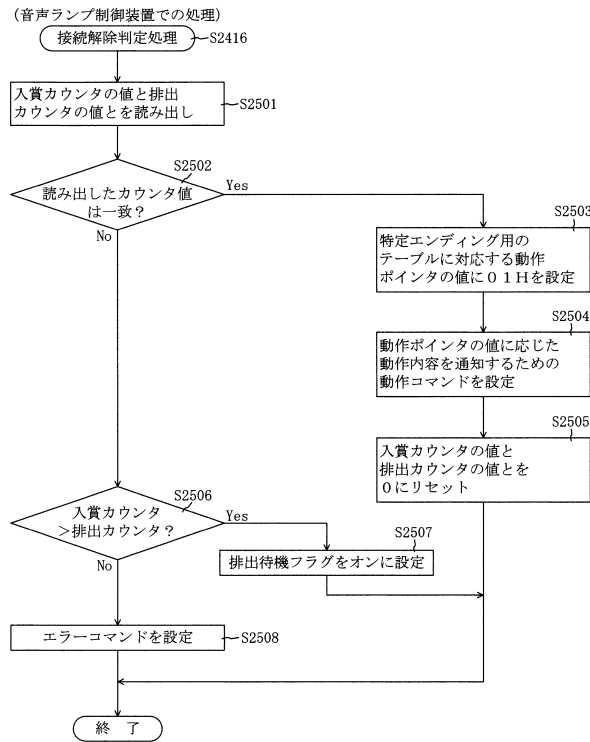 (音声ランプ制御装置での処理)
接続解除判定処理
S2416
入賞カウンタの値と排出
カウンタの値とを読み出し
S2501
S2502
読み出したカウンタ値
は一致?
Yes
No
S2503
特定エンディング用の
テーブルに対応する動作
ポインタの値に01Hを設定
S2504
動作ポインタの値に応じた
動作内容を通知するための
動作コマンドを設定
S2505
入賞カウンタの値と
排出カウンタの値とを
0にリセット
S2506
入賞カウンタ
>排出カウンタ?
Yes
No
S2507
排出待機フラグをオンに設定
エラーコマンドを設定
S2508
終 了